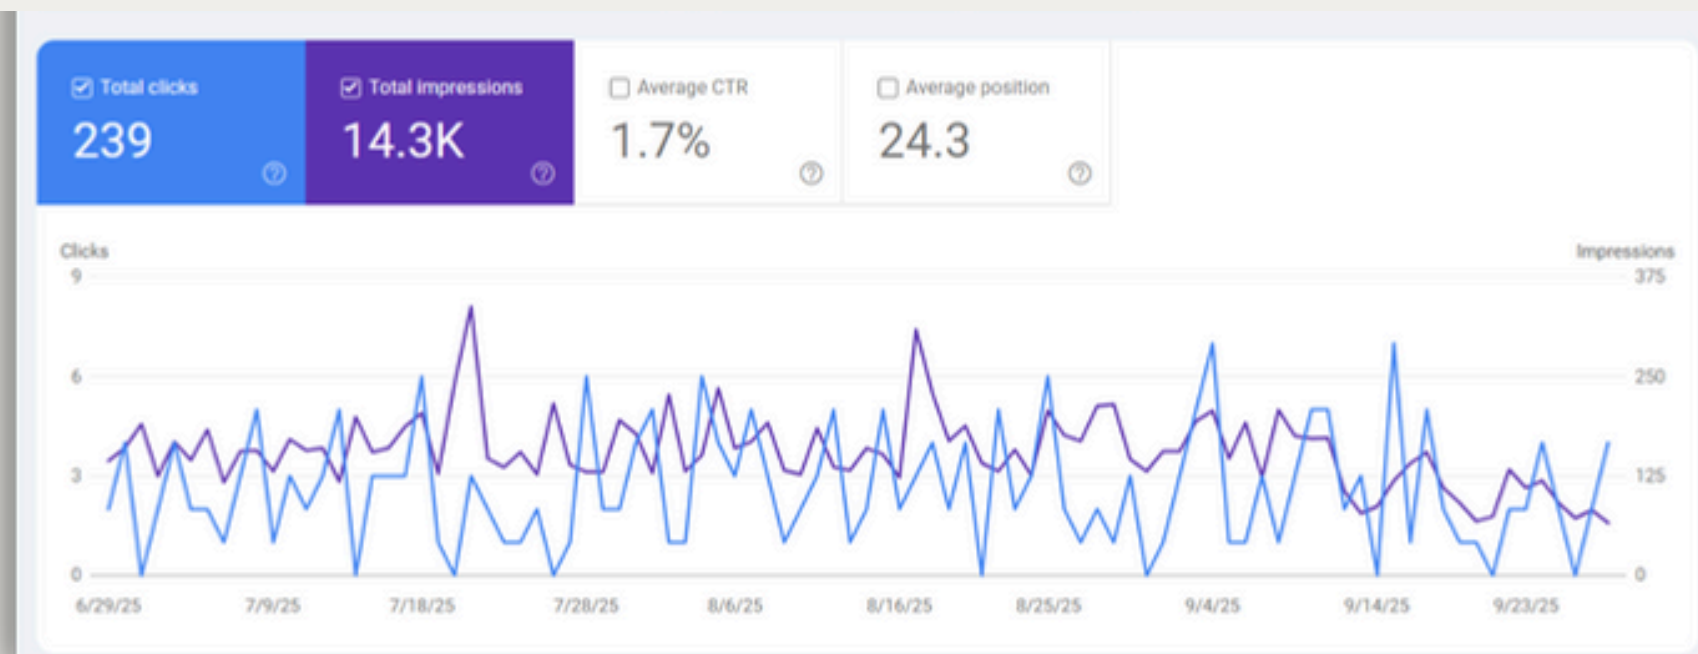 Total clicks Total impressions Average CTR Average position
239 14.3K 1.7% 24.3
Clicks Impressions
9 375
6 250
3 125
0 0
6/29/25 7/9/25 7/18/25 7/28/25 8/6/25 8/16/25 8/25/25 9/4/25 9/14/25 9/23/25